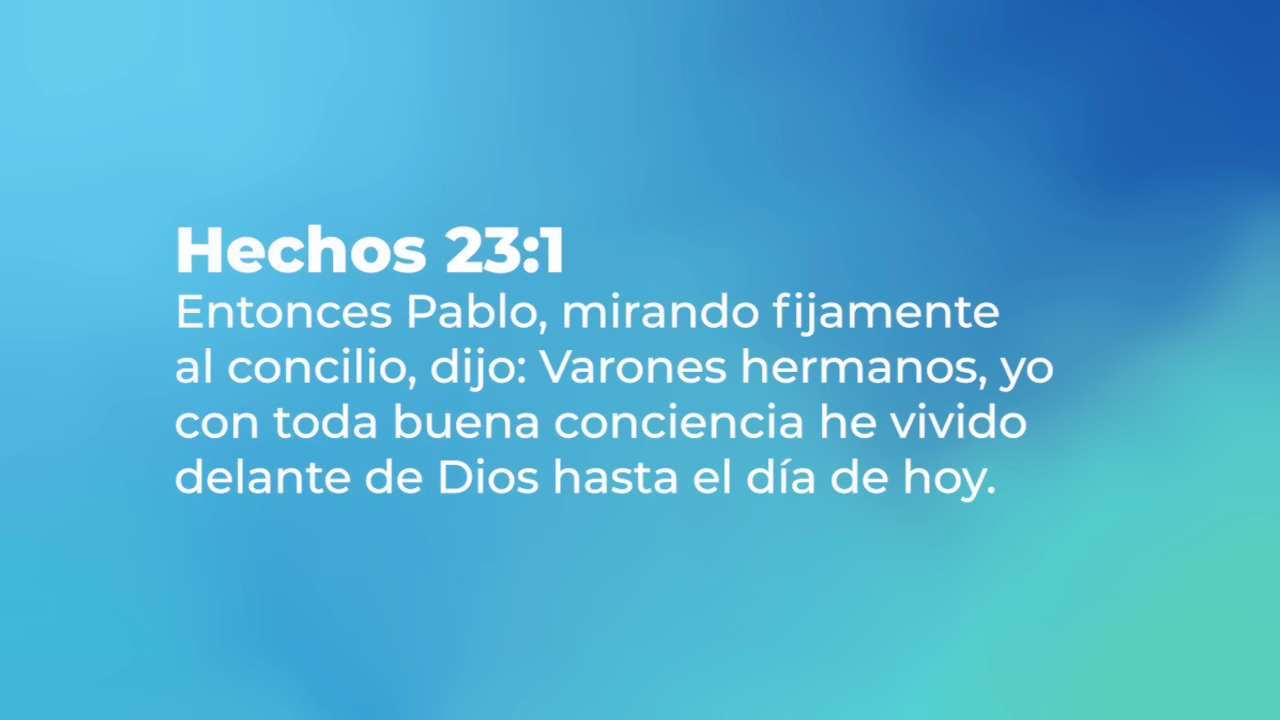 Hechos 23:1
Entonces Pablo, mirando fijamente
al concilio, dijo: Varones hermanos, yo
con toda buena conciencia he vivido
delante de Dios hasta el día de hoy.